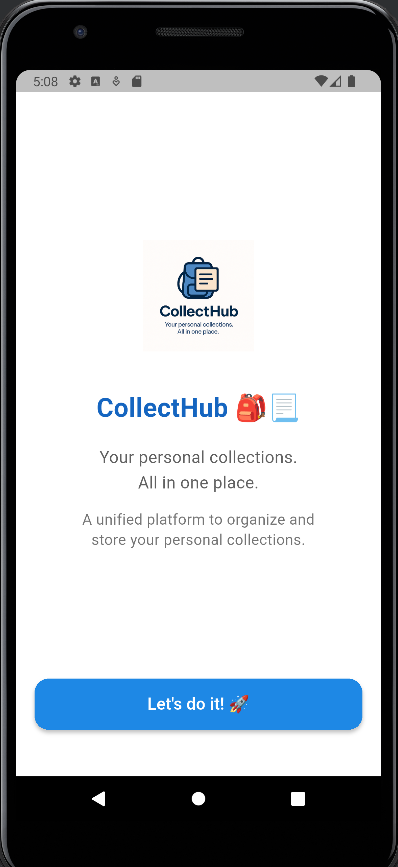 5:08
CollectHub
Your personal collections.
All in one place.
CollectHub 🎒📃
Your personal collections.
All in one place.
A unified platform to organize and
store your personal collections.
Let's do it! 🚀